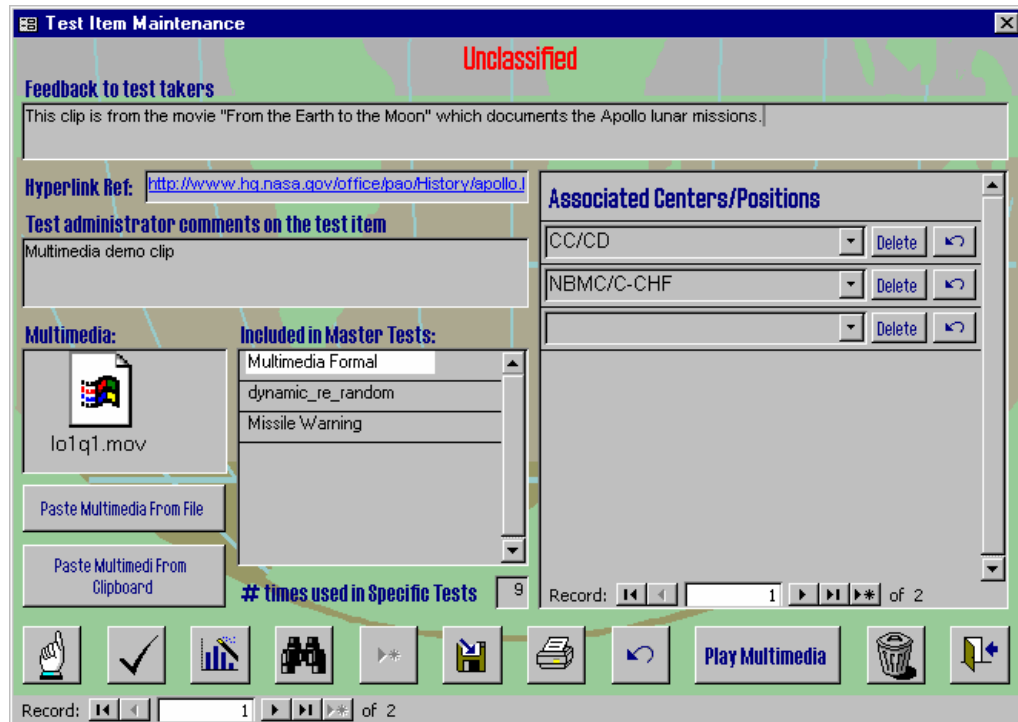 Test Item Maintenance
Unclassified
Feedback to test takers
This clip is from the movie "From the Earth to the Moon" which documents the Apollo lunar missions.
Hyperlink Ref: http://www.hq.nasa.gov/office/pao/History/apollo.
Test administrator comments on the test item
Multimedia demo clip
Multimedia:
lo1q1.mov
Paste Multimedia From File
Paste Multimedi From
Clipboard
Included in Master Tests:
Multimedia Formal
dynamic_re_random
Missile Warning
# times used in Specific Tests 9
Associated Centers/Positions
CC/CD Delete
NBMC/C-CHF Delete
Delete
Record: 1 of 2
Play Multimedia
Record: 1 of 2